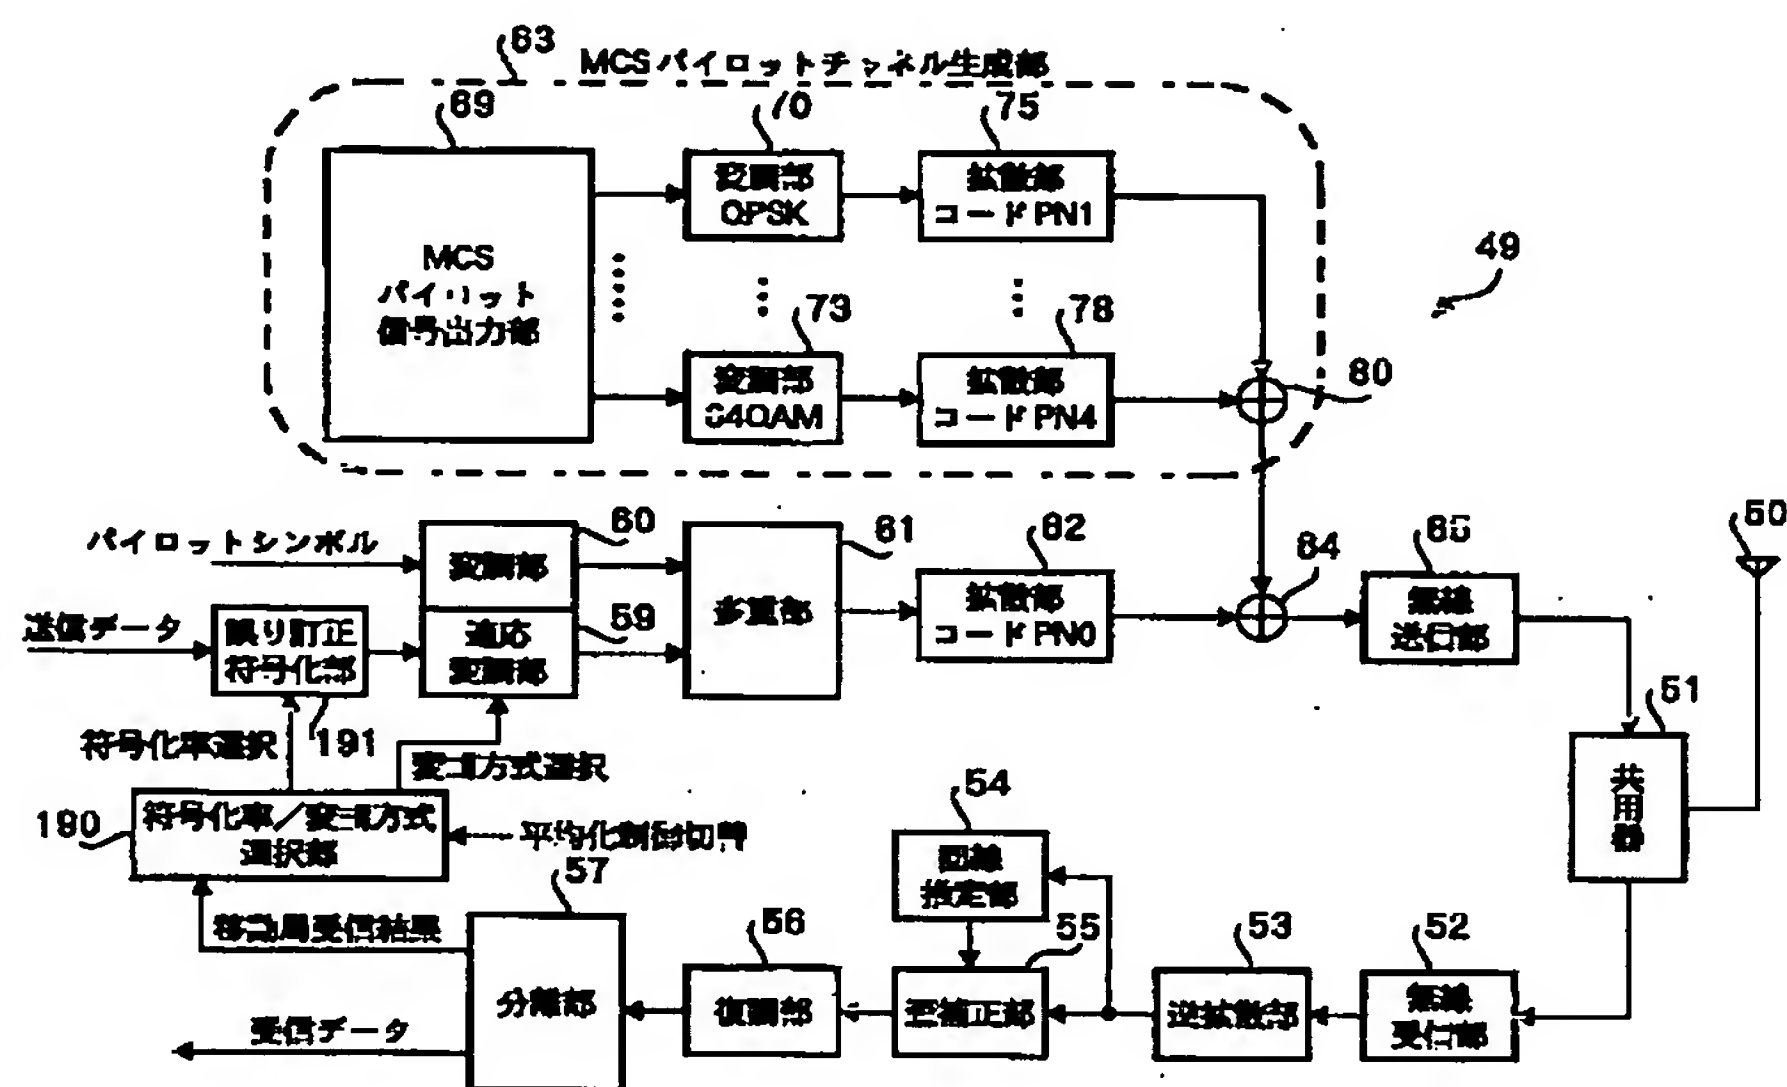 63
MCSパイロットチャネル生成部
69
70
75
変調部
QPSK
拡散部
コードPN1
MCS
パイロット
信号出力部
49
73
78
変調部
64QAM
拡散部
コードPN4
80
パイロットシンボル
60
変調部
61
多重部
62
拡散部
コードPN0
64
65
無線
送信部
50
送信データ
誤り訂正
符号化部
適応
変調部
59
符号化率選択
191
変調方式選択
51
共用器
190
符号化率/変調方式
選択部
平均化制御切替
57
54
回線
推定部
移動局受信結果
分離部
56
復調部
55
53
逆拡散部
52
無線
受信部
受信データ